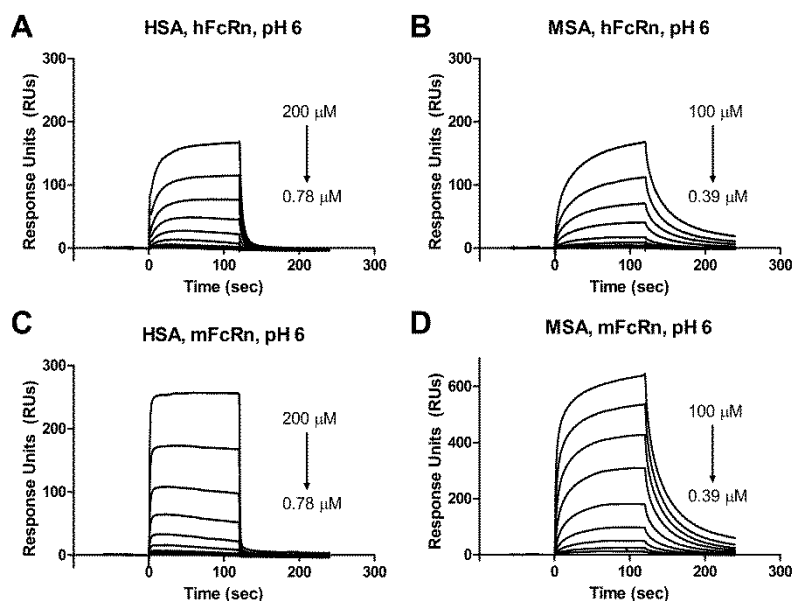 A
HSA, hFcRn, pH 6
Response Units (RUs)
300
200
100
0
200 μM
0.78 μM
0 100 200 300
Time (sec)
B
MSA, hFcRn, pH 6
Response Units (RUs)
300
200
100
0
100 μM
0.39 μM
0 100 200 300
Time (sec)
C
HSA, mFcRn, pH 6
Response Units (RUs)
300
200
100
0
200 μM
0.78 μM
0 100 200 300
Time (sec)
D
MSA, mFcRn, pH 6
Response Units (RUs)
600
400
200
0
100 μM
0.39 μM
0 100 200 300
Time (sec)